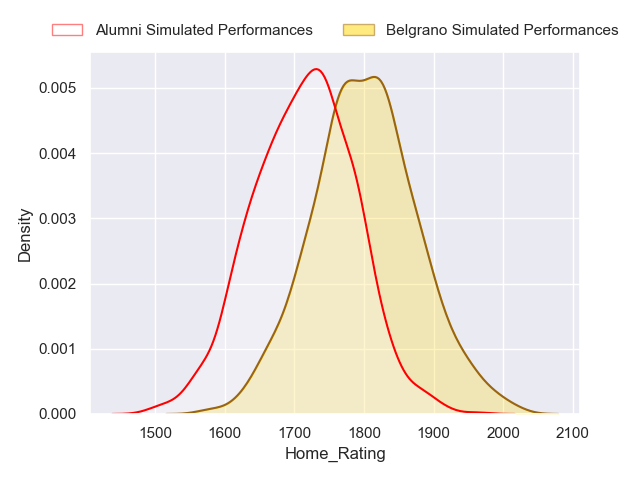 Alumni Simulated Performances Belgrano Simulated Performances
0.005
0.004
0.003
0.002
0.001
0.000
Density
1500 1600 1700 1800 1900 2000 2100
Home_Rating